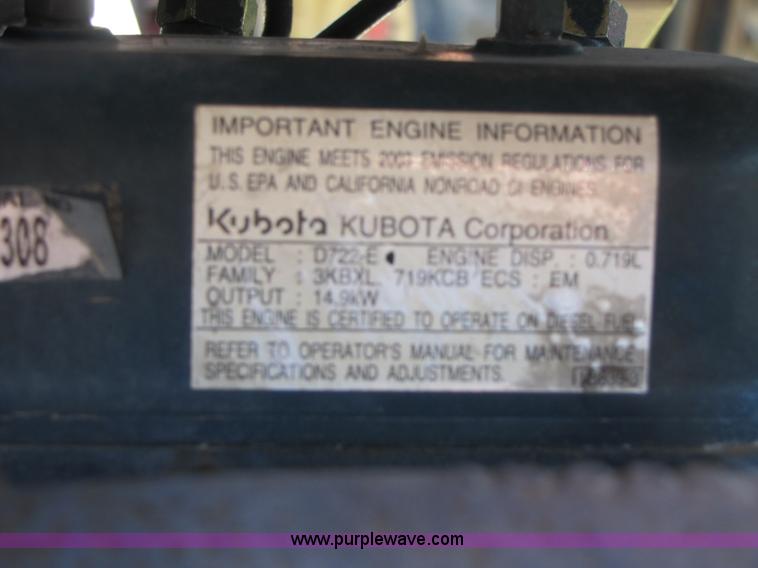 IMPORTANT ENGINE INFORMATION
THIS ENGINE MEETS 2003 EMISSION REGULATIONS FOR
U.S. EPA AND CALIFORNIA NONROAD CI ENGINES.
Kubota KUBOTA Corporation
MODEL : D722-E ENGINE DISP. : 0.719L
FAMILY : 3KBXL .719KCB ECS : EM
OUTPUT : 14.9kW
THIS ENGINE IS CERTIFIED TO OPERATE ON DIESEL FUEL
REFER TO OPERATOR'S MANUAL FOR MAINTENANCE
SPECIFICATIONS AND ADJUSTMENTS.
308
www.purplewave.com